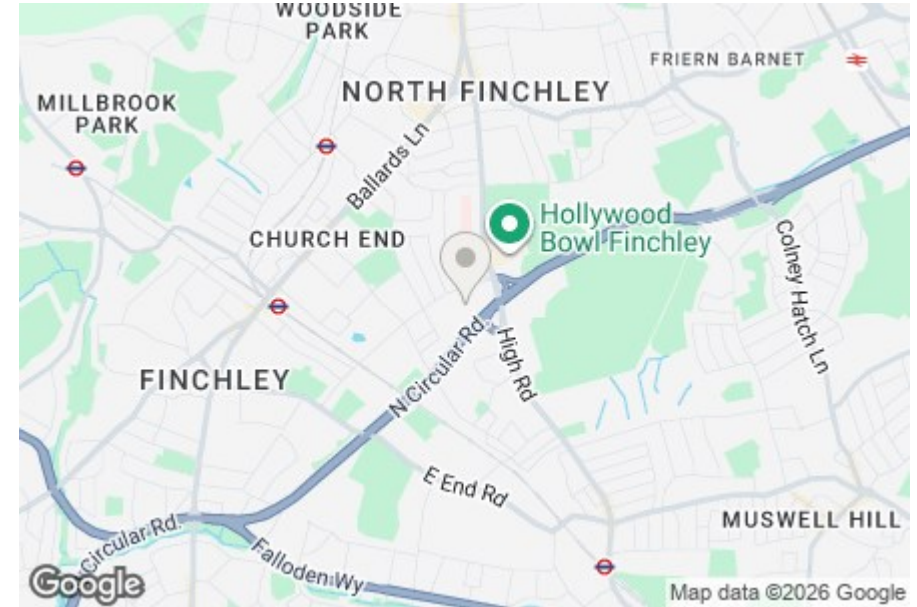 WOODSIDE
PARK
FRIERN BARNET
NORTH FINCHLEY
MILLBROOK
PARK
Ballards Ln
Hollywood
Bowl Finchley
CHURCH END
Colney Hatch Ln
N Circular Rd
High Rd
FINCHLEY
E End Rd
MUSWELL HILL
Circular Rd.
Falloden Wy
Google
Map data ©2026 Google